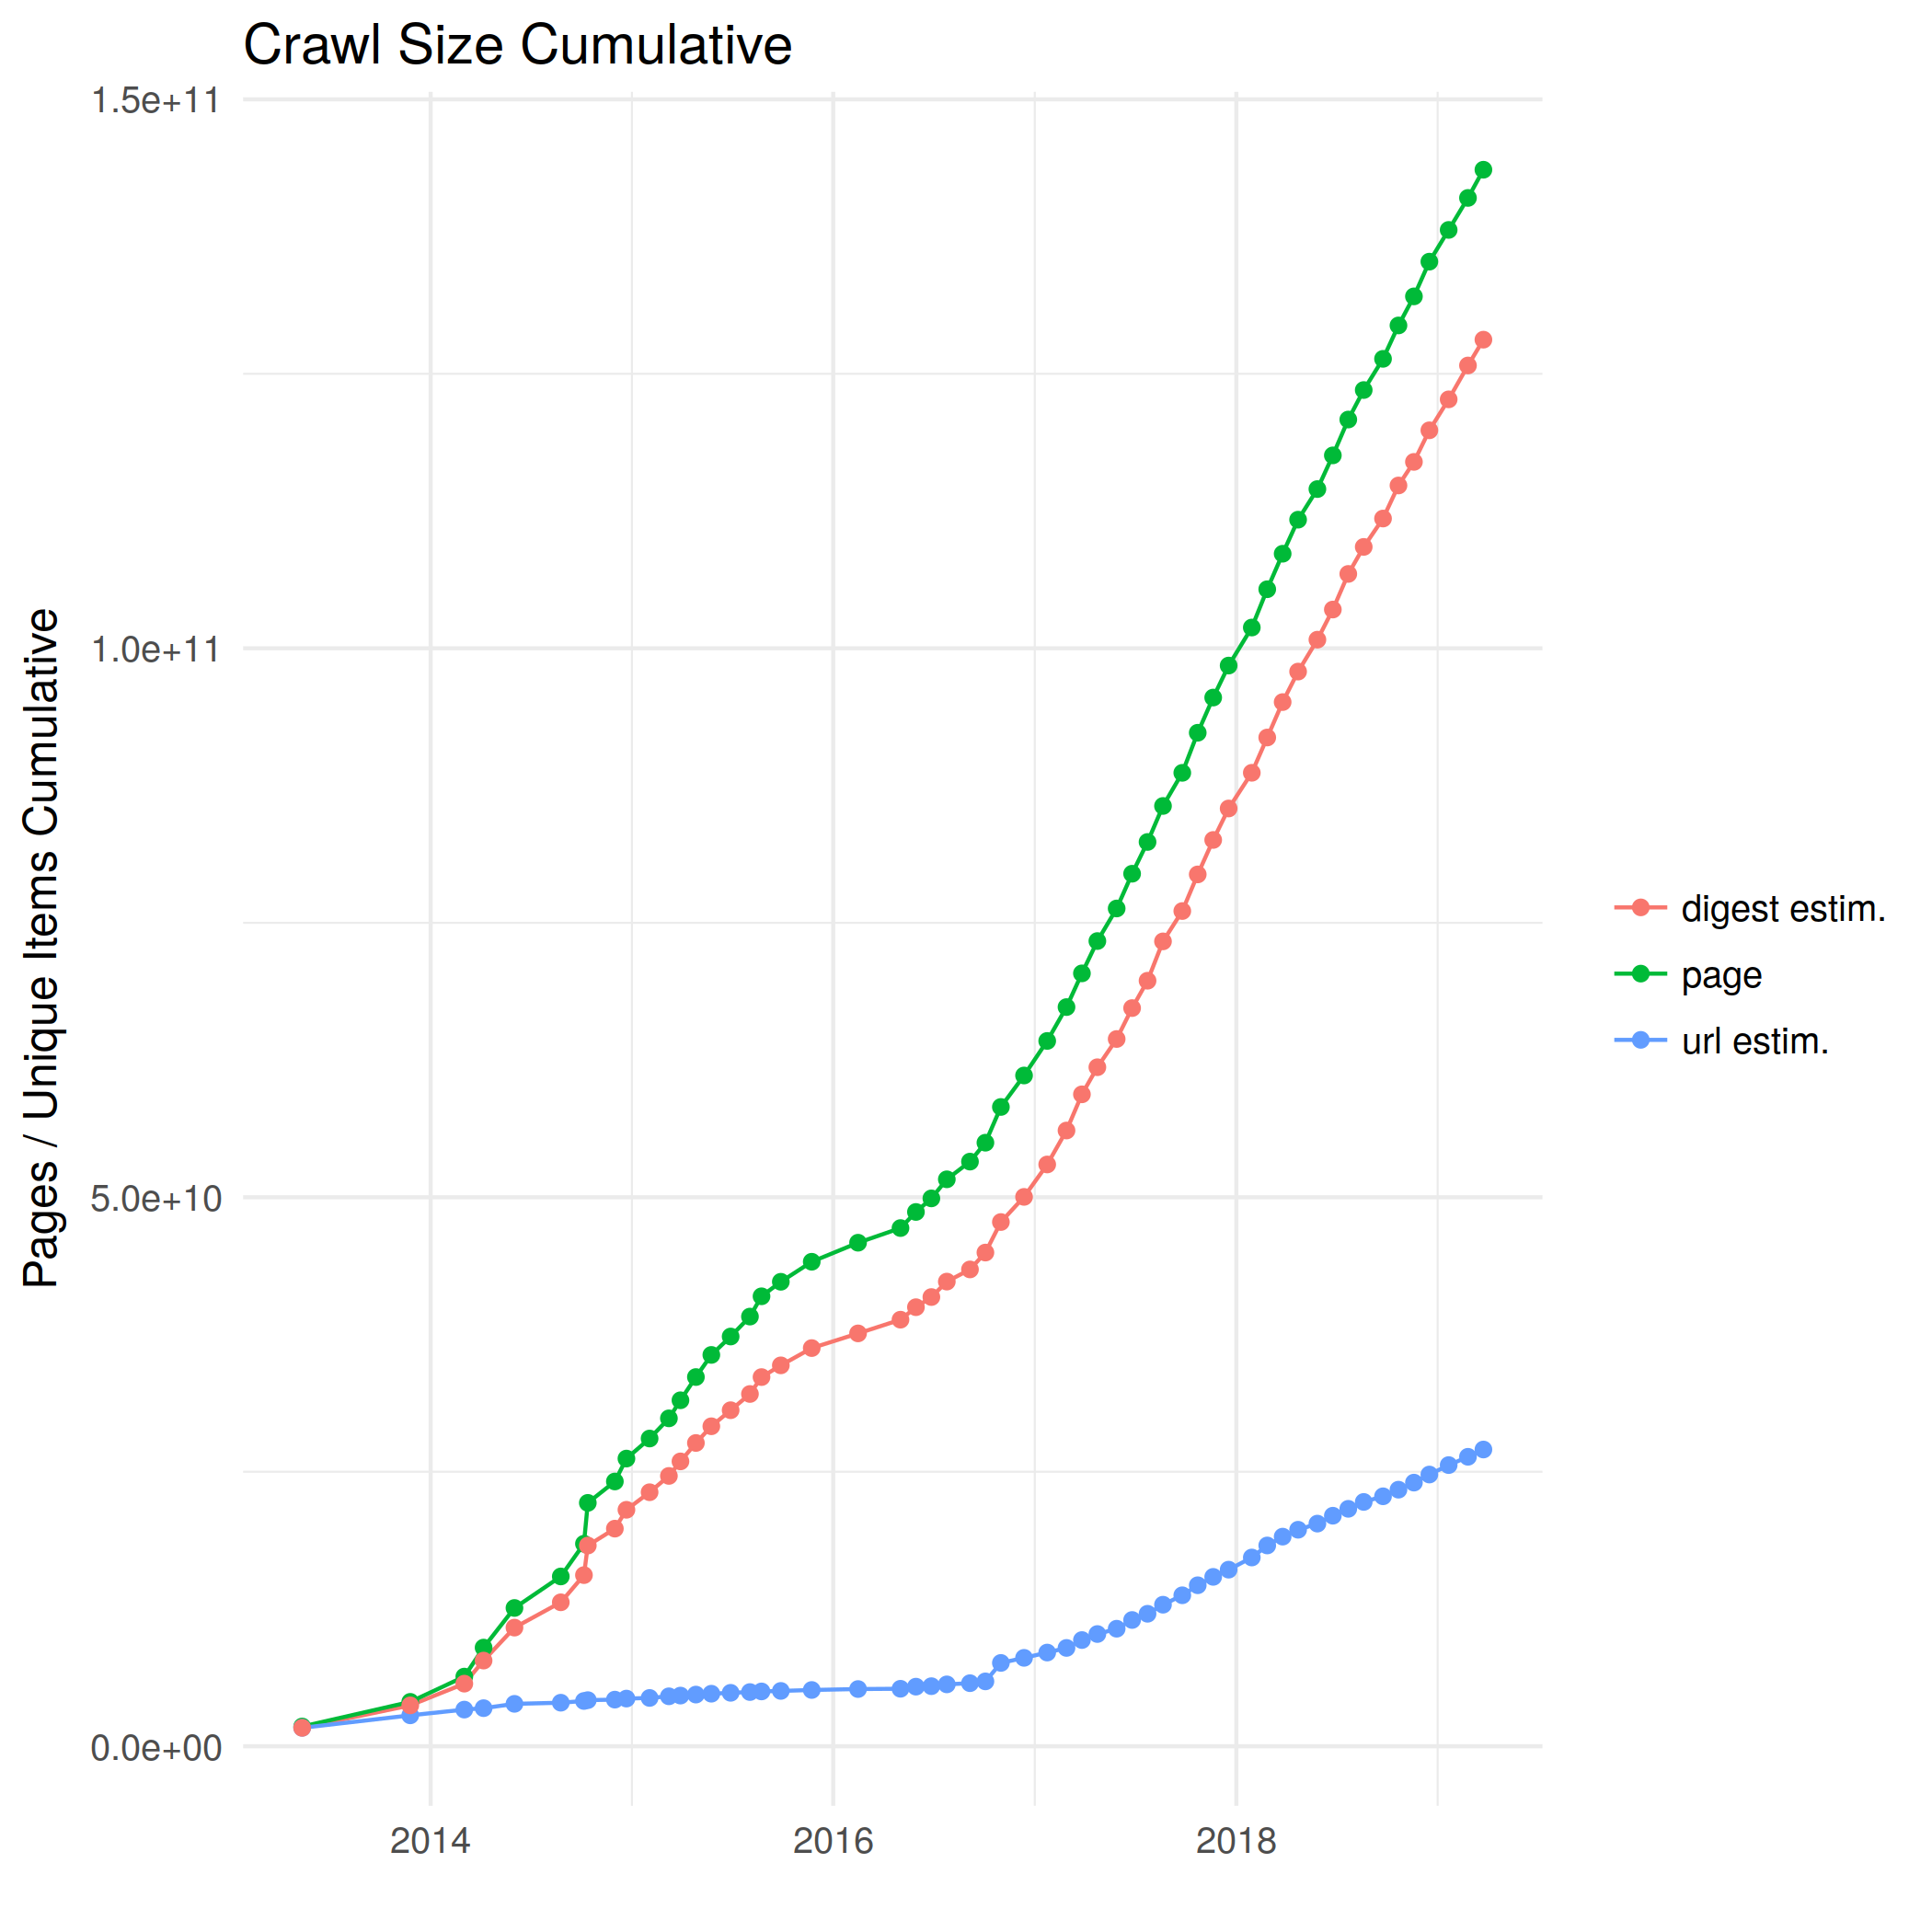 Crawl Size Cumulative
Pages / Unique Items Cumulative
1.5e+11
1.0e+11
5.0e+10
0.0e+00
2014
2016
2018
digest estim.
page
url estim.